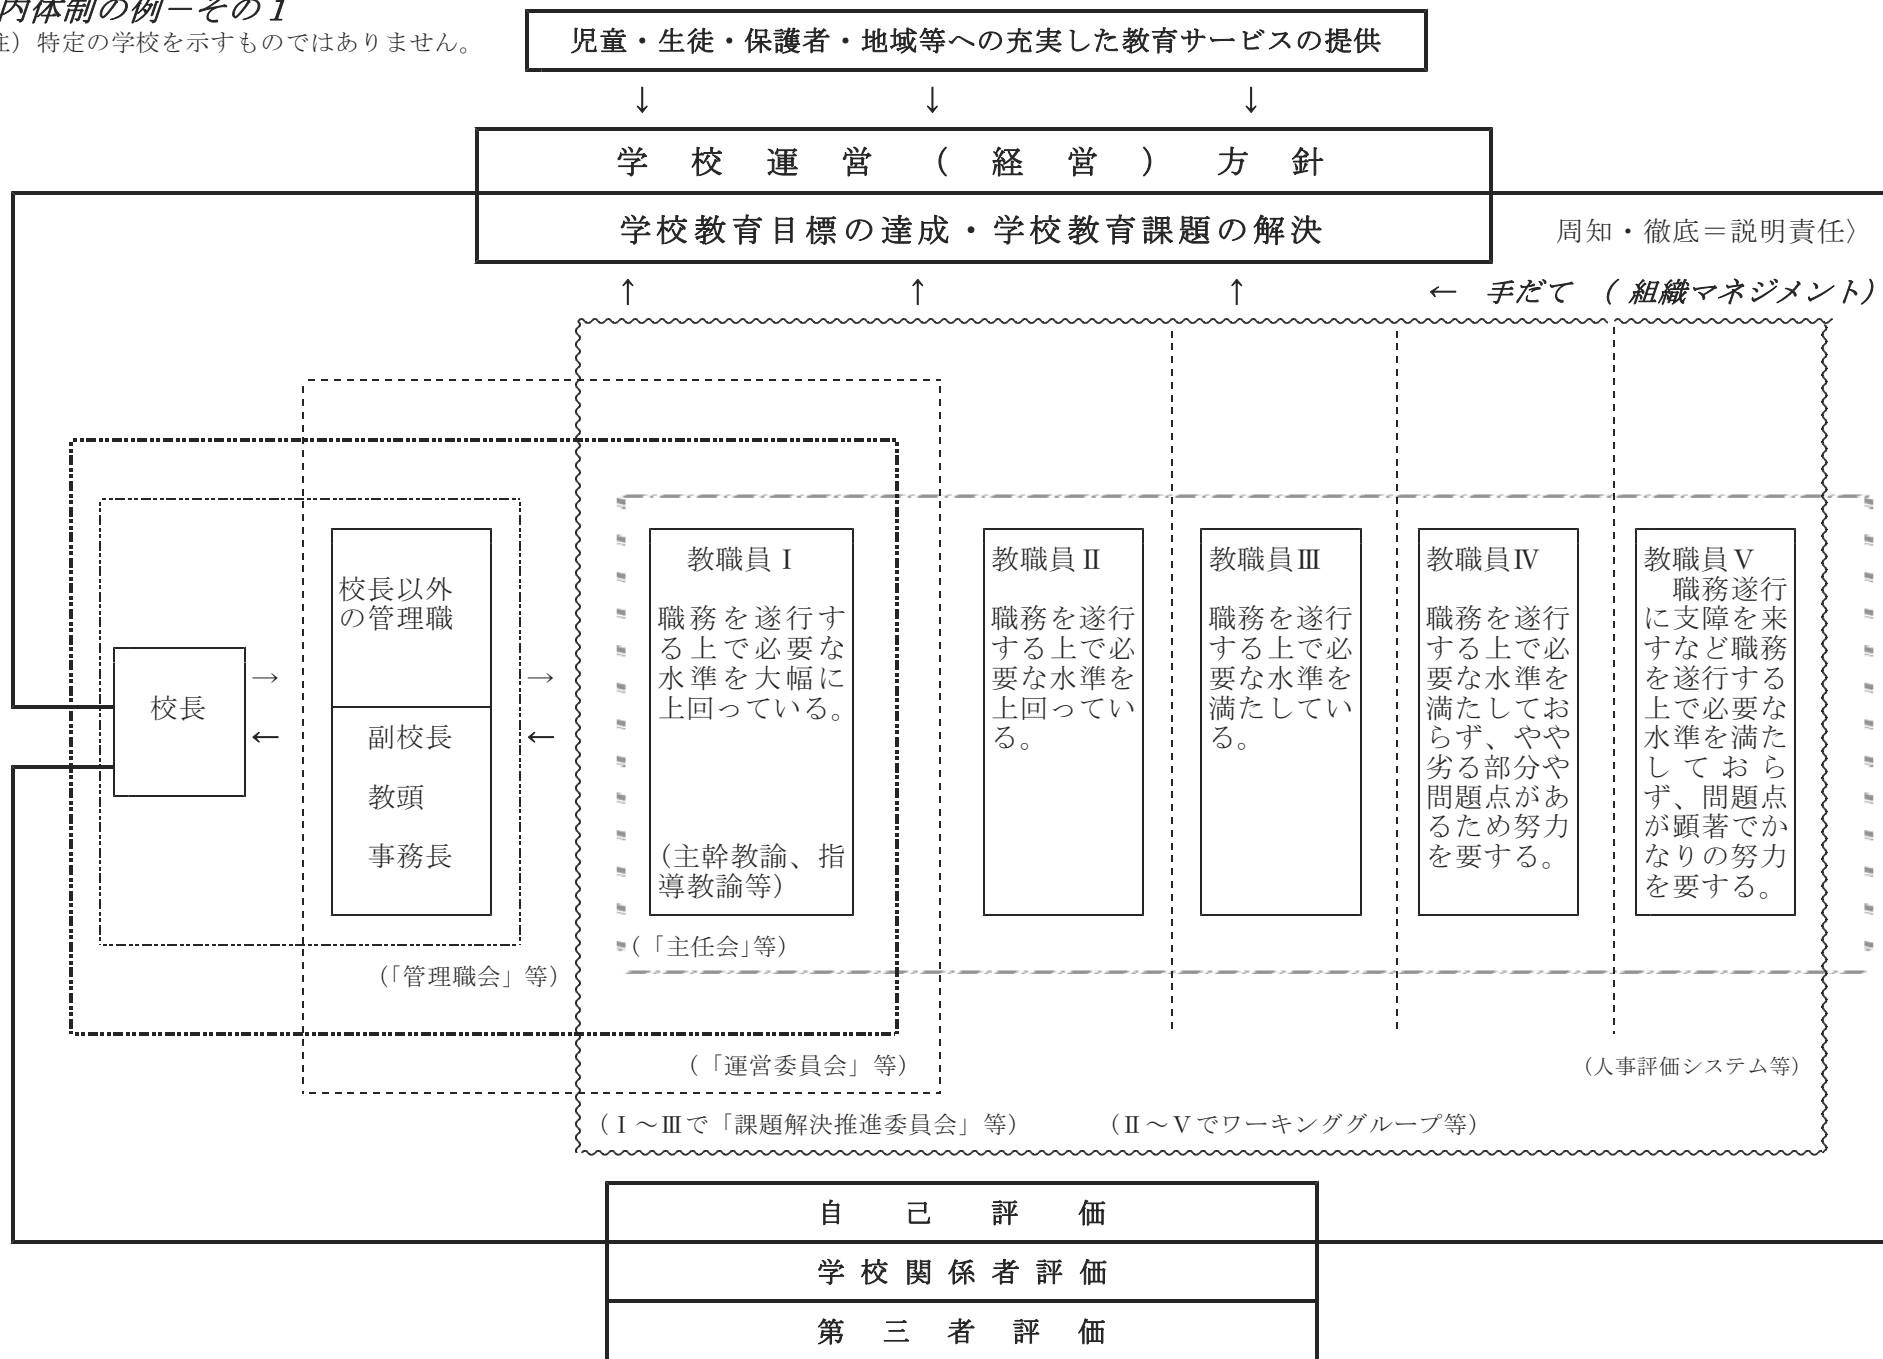 内体制の例－その１
注）特定の学校を示すものではありません。
児童・生徒・保護者・地域等への充実した教育サービスの提供
↓ ↓ ↓
学校運営（経営）方針
学校教育目標の達成・学校教育課題の解決
周知・徹底＝説明責任〉
↑ ↑ ↑
← 手だて （組織マネジメント）
校長
→
←
校長以外
の管理職
副校長
教頭
事務長
→
←
（「管理職会」等）
教職員Ⅰ
職務を遂行す
る上で必要な
水準を大幅に
上回っている。
（主幹教諭、指
導教諭等）
（「主任会」等）
教職員Ⅱ
職務を遂行
する上で必
要な水準を
上回ってい
る。
教職員Ⅲ
職務を遂行
する上で必
要な水準を
満たしてい
る。
教職員Ⅳ
職務を遂行
する上で必
要な水準を
満たしてお
らず、やや
劣る部分や
問題点があ
るため努力
を要する。
教職員Ⅴ
職務遂行
に支障を来
すなど職務
を遂行する
上で必要な
水準を満た
しておら
ず、問題点
が顕著でか
なりの努力
を要する。
（「運営委員会」等）
（人事評価システム等）
（Ⅰ～Ⅲで「課題解決推進委員会」等）
（Ⅱ～Ⅴでワーキンググループ等）
自己評価
学校関係者評価
第三者評価